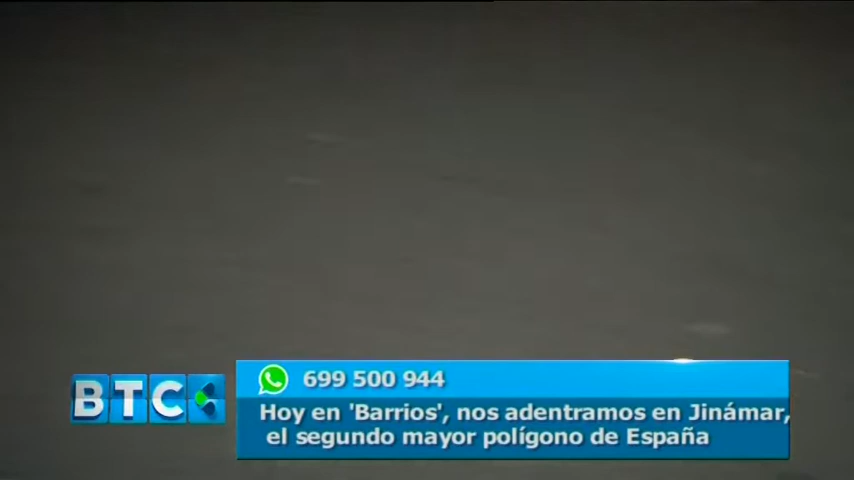 699 500 944
BTC
Hoy en 'Barrios', nos adentramos en Jinámar,
el segundo mayor polígono de España